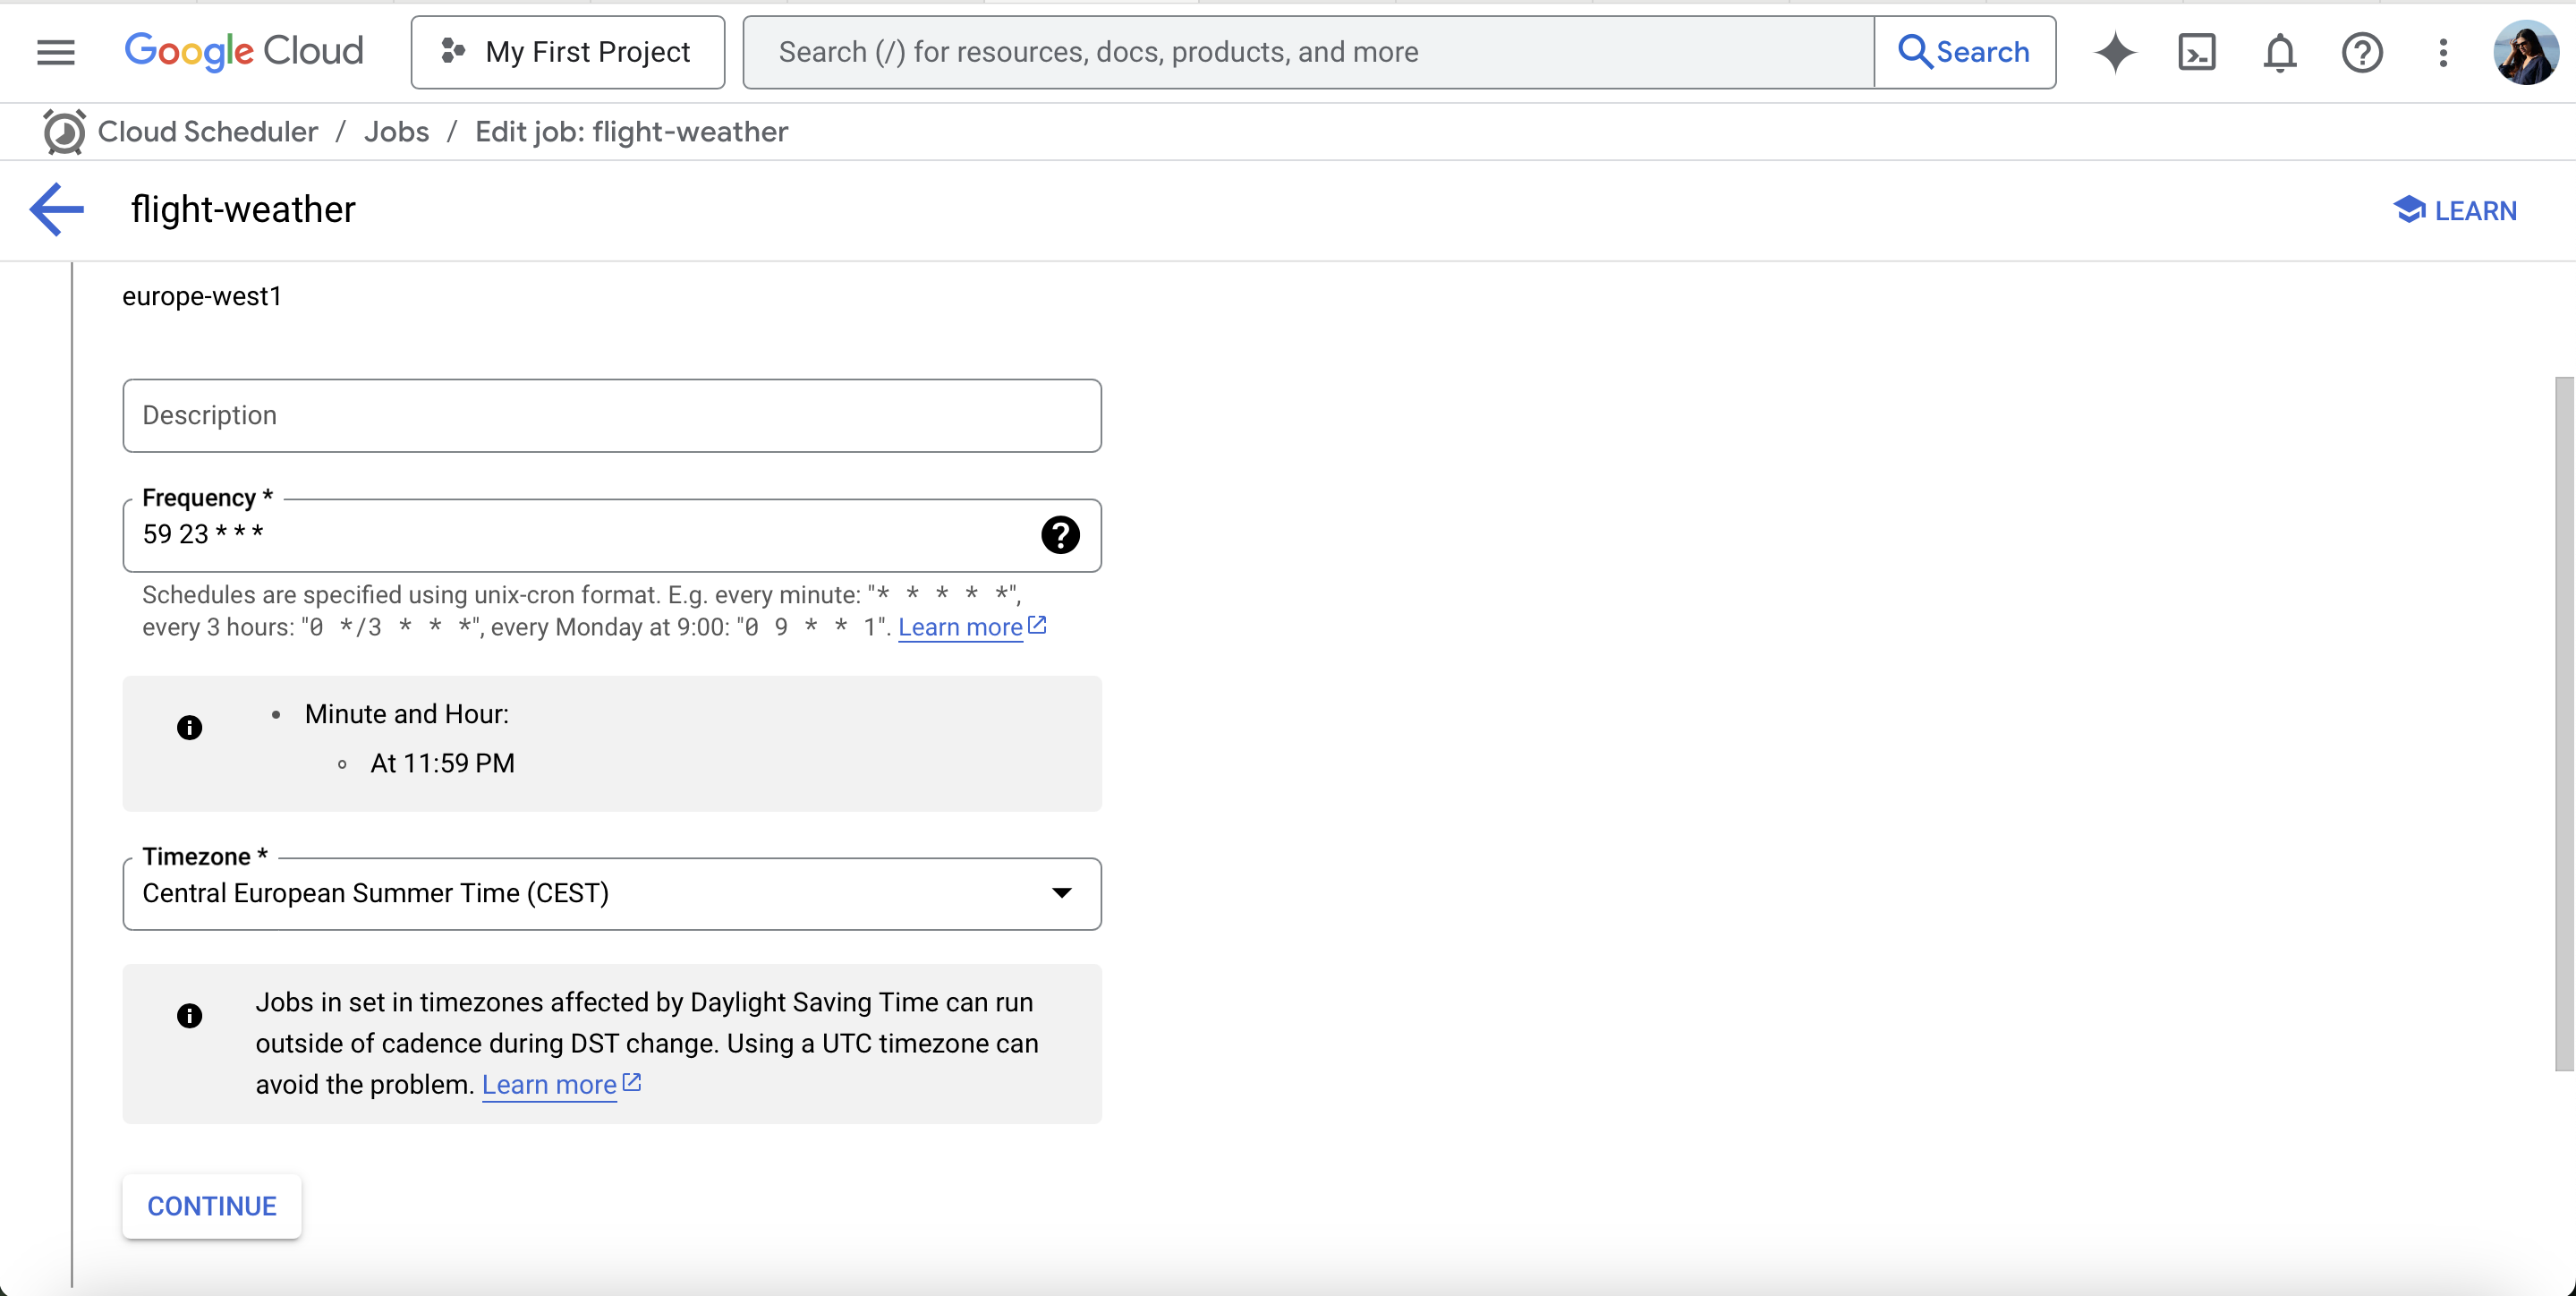 Google Cloud
My First Project
Search (/) for resources, docs, products, and more
Search
Cloud Scheduler / Jobs / Edit job: flight-weather
flight-weather
LEARN
europe-west1
Description
Frequency *
59 23 * * *
Schedules are specified using unix-cron format. E.g. every minute: "* * * * *",
every 3 hours: "0 */3 * * *", every Monday at 9:00: "0 9 * * 1". Learn more
Minute and Hour:
At 11:59 PM
Timezone *
Central European Summer Time (CEST)
Jobs in set in timezones affected by Daylight Saving Time can run
outside of cadence during DST change. Using a UTC timezone can
avoid the problem. Learn more
CONTINUE